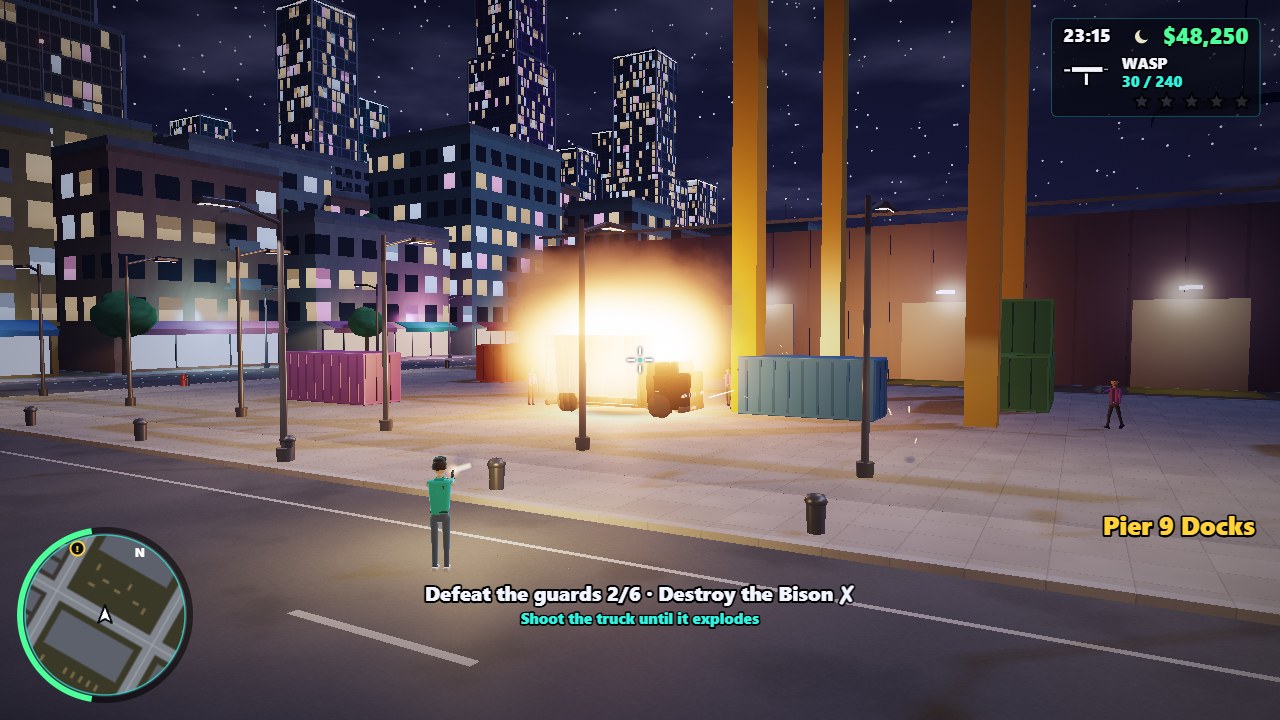 23:15 $48,250
WASP
30 / 240
Pier 9 Docks
Defeat the guards 2/6 · Destroy the Bison ✗
Shoot the truck until it explodes
!
N